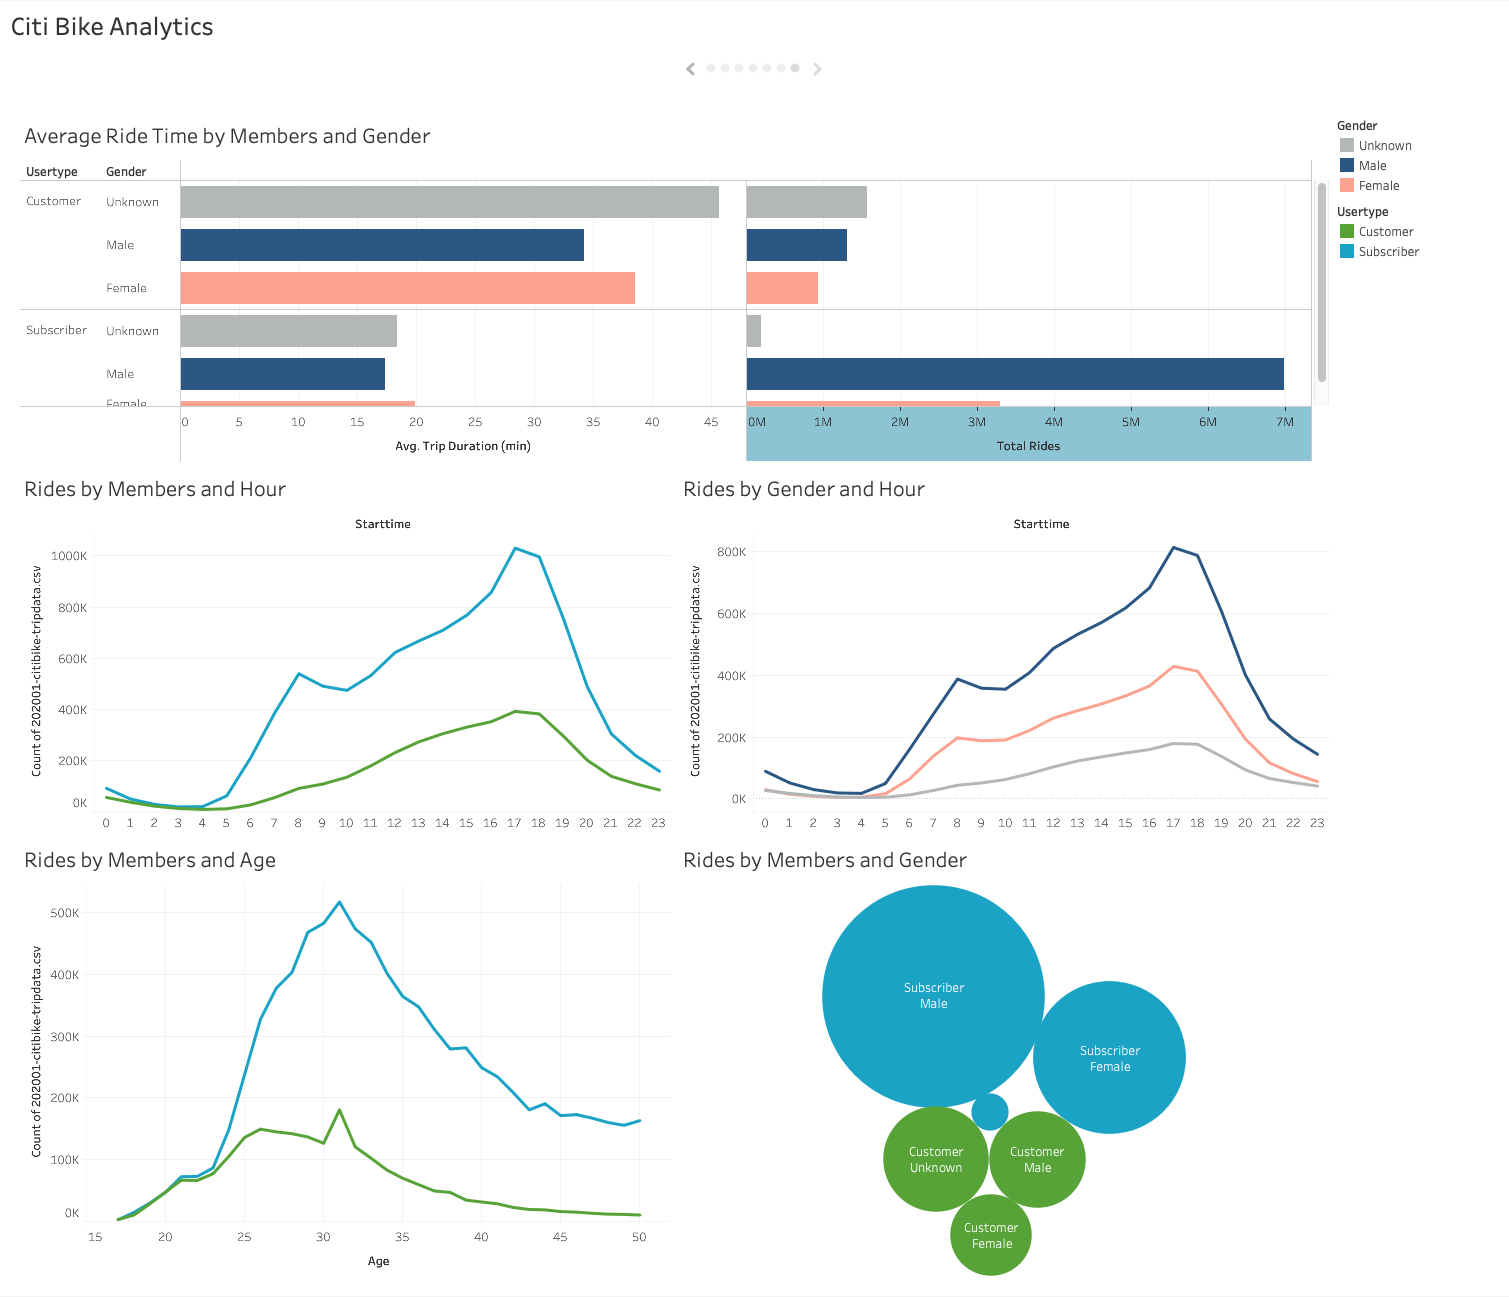 Citi Bike Analytics
Average Ride Time by Members and Gender
Usertype Gender
Customer Unknown
Male
Female
Subscriber Unknown
Male
Female
0 5 10 15 20 25 30 35 40 45
Avg. Trip Duration (min)
0M 1M 2M 3M 4M 5M 6M 7M
Total Rides
Gender
Unknown
Male
Female
Usertype
Customer
Subscriber
Rides by Members and Hour
Starttime
Count of 202001-citibike-tripdata.csv
1000K
800K
600K
400K
200K
0K
0 1 2 3 4 5 6 7 8 9 10 11 12 13 14 15 16 17 18 19 20 21 22 23
Rides by Gender and Hour
Starttime
Count of 202001-citibike-tripdata.csv
800K
600K
400K
200K
0K
0 1 2 3 4 5 6 7 8 9 10 11 12 13 14 15 16 17 18 19 20 21 22 23
Rides by Members and Age
Count of 202001-citibike-tripdata.csv
500K
400K
300K
200K
100K
0K
15 20 25 30 35 40 45 50
Age
Rides by Members and Gender
Subscriber
Male
Subscriber
Female
Customer
Unknown
Customer
Male
Customer
Female